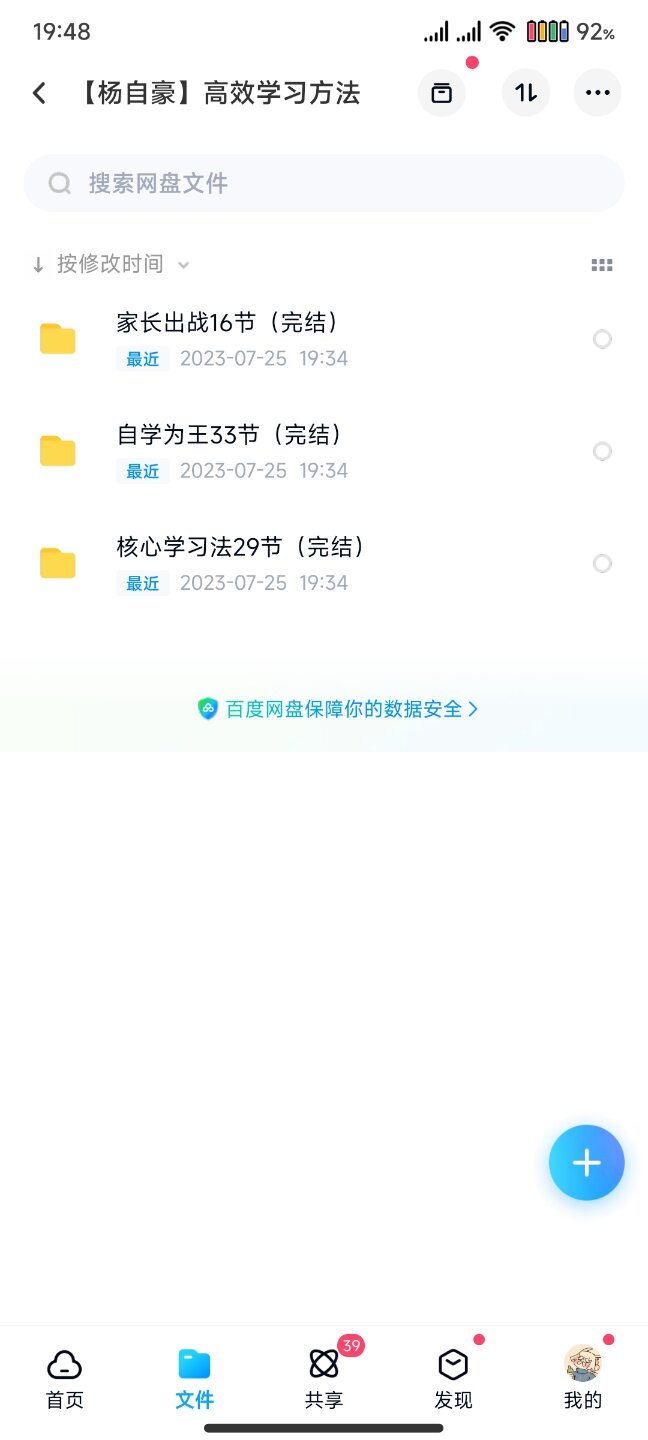 19:48
92%
【杨自豪】高效学习方法
搜索网盘文件
按修改时间
家长出战16节（完结）
最近 2023-07-25 19:34
自学为王33节（完结）
最近 2023-07-25 19:34
核心学习法29节（完结）
最近 2023-07-25 19:34
百度网盘保障你的数据安全
39
首页
文件
共享
发现
我的